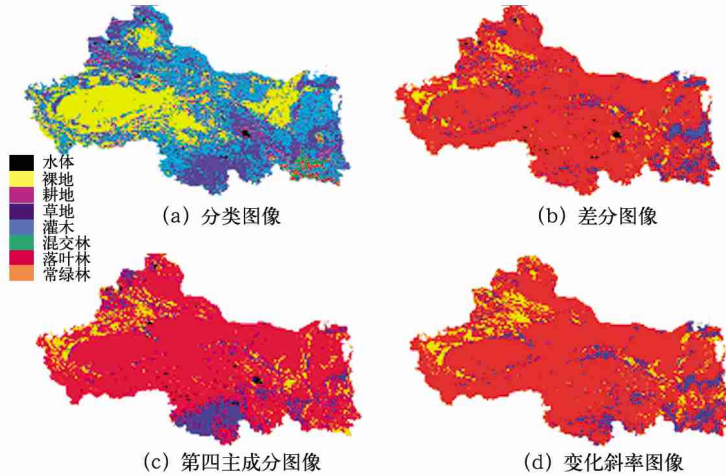 水体
裸地
耕地
草地
灌木
混交林
落叶林
常绿林
(a) 分类图像
(b) 差分图像
(c) 第四主成分图像
(d) 变化斜率图像